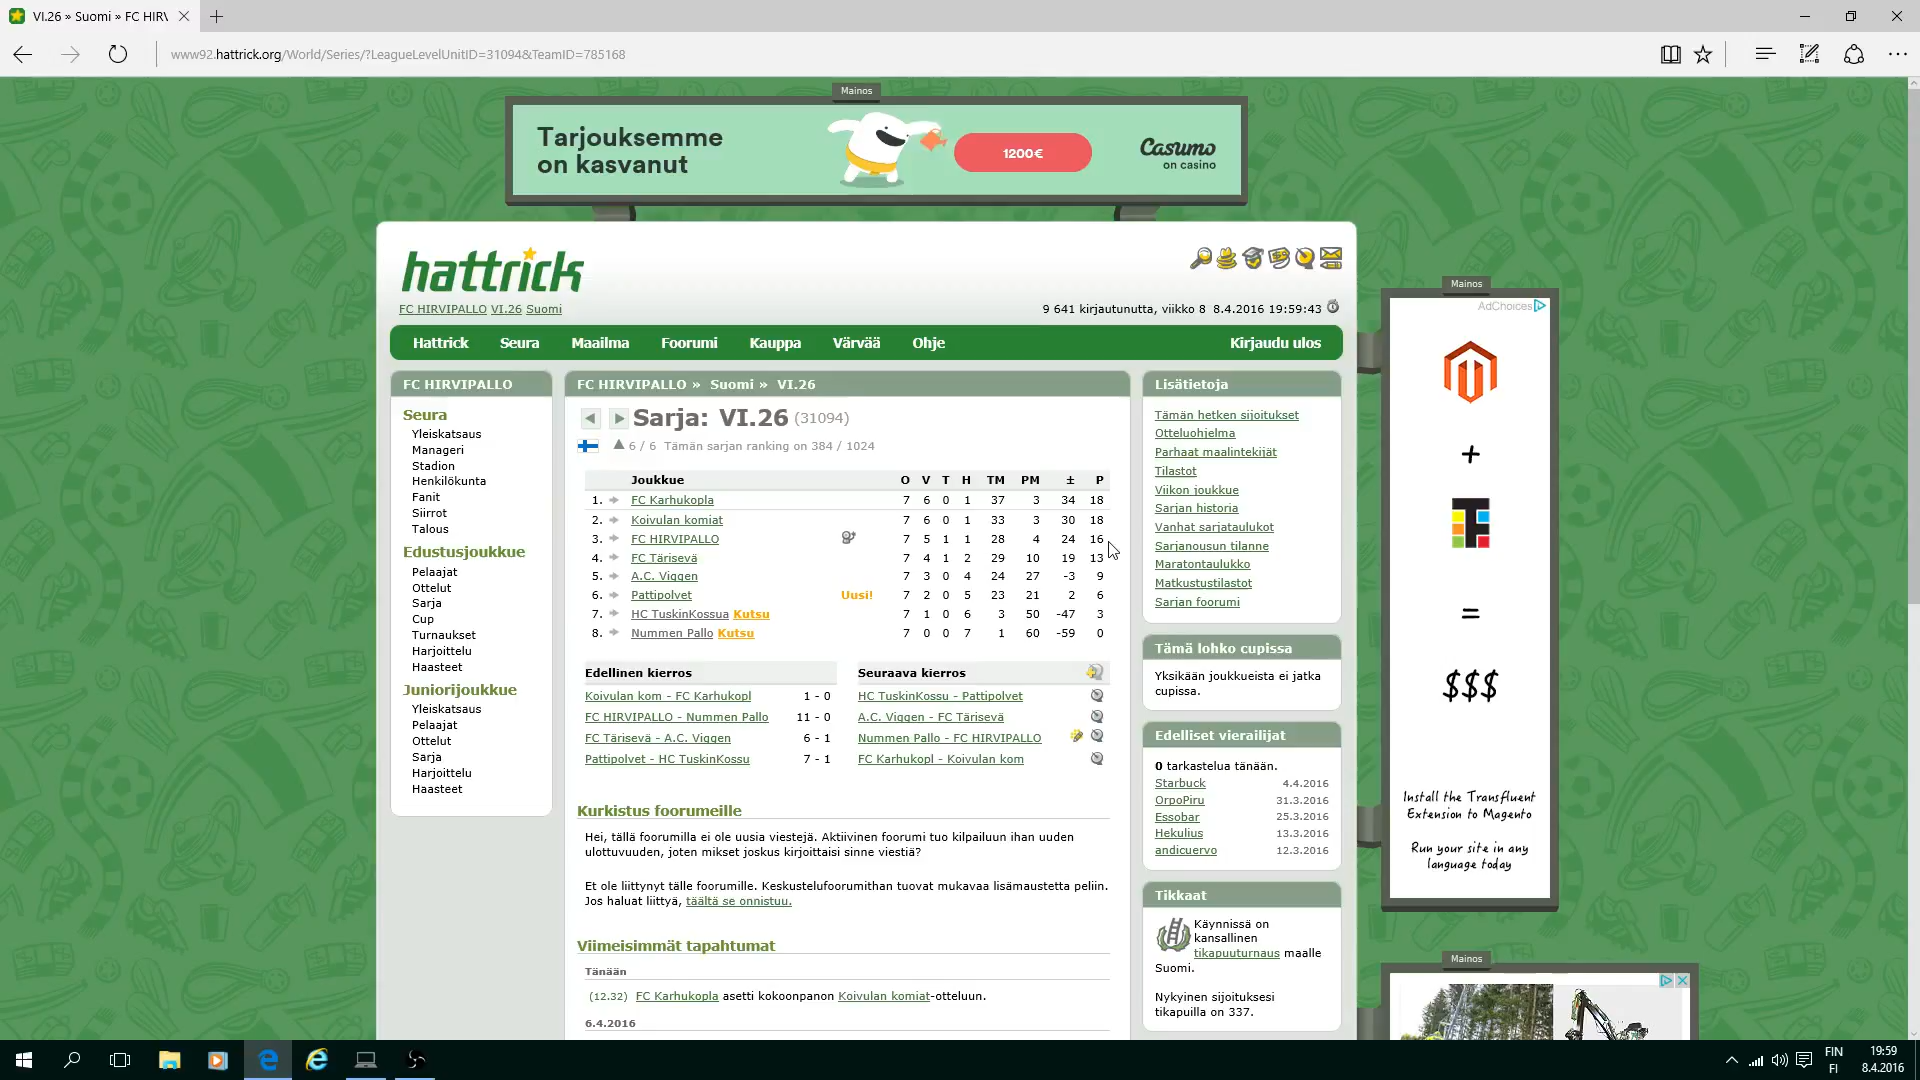 VI.26 » Suomi » FC HIRV
www92.hattrick.org/World/Series/?LeagueLevelUnitID=31094&TeamID=785168
Mainos
Tarjouksemme
on kasvanut
1200€
Casumo
on casino
hattrick
FC HIRVIPALLO VI.26 Suomi
9 641 kirjautunutta, viikko 8 8.4.2016 19:59:43
Hattrick Seura Maailma Foorumi Kauppa Värvää Ohje Kirjaudu ulos
FC HIRVIPALLO
Seura
Yleiskatsaus
Manageri
Stadion
Henkilökunta
Fanit
Siirrot
Talous
Edustusjoukkue
Pelaajat
Ottelut
Sarja
Cup
Turnaukset
Harjoittelu
Haasteet
Juniorijoukkue
Yleiskatsaus
Pelaajat
Ottelut
Sarja
Harjoittelu
Haasteet
FC HIRVIPALLO » Suomi » VI.26
Sarja: VI.26 (31094)
6 / 6 Tämän sarjan ranking on 384 / 1024
Joukkue O V T H TM PM ± P
1. FC Karhukopla 7 6 0 1 37 3 34 18
2. Koivulan komiat 7 6 0 1 33 3 30 18
3. FC HIRVIPALLO 7 5 1 1 28 4 24 16
4. FC Tärisevä 7 4 1 2 29 10 19 13
5. A.C. Viggen 7 3 0 4 24 27 -3 9
6. Pattipolvet Uusi! 7 2 0 5 23 21 2 6
7. HC TuskinKossua Kutsu 7 1 0 6 3 50 -47 3
8. Nummen Pallo Kutsu 7 0 0 7 1 60 -59 0
Edellinen kierros
Koivulan kom - FC Karhukopl 1 - 0
FC HIRVIPALLO - Nummen Pallo 11 - 0
FC Tärisevä - A.C. Viggen 6 - 1
Pattipolvet - HC TuskinKossu 7 - 1
Seuraava kierros
HC TuskinKossu - Pattipolvet
A.C. Viggen - FC Tärisevä
Nummen Pallo - FC HIRVIPALLO
FC Karhukopl - Koivulan kom
Kurkistus foorumeille
Hei, tällä foorumilla ei ole uusia viestejä. Aktiivinen foorumi tuo kilpailuun ihan uuden
ulottuvuuden, joten mikset joskus kirjoittaisi sinne viestiä?
Et ole liittynyt tälle foorumille. Keskustelufoorumithan tuovat mukavaa lisämaustetta peliin.
Jos haluat liittyä, täältä se onnistuu.
Viimeisimmät tapahtumat
Tänään
(12.32) FC Karhukopla asetti kokoonpanon Koivulan komiat-otteluun.
6.4.2016
Lisätietoja
Tämän hetken sijoitukset
Otteluohjelma
Parhaat maalintekijät
Tilastot
Viikon joukkue
Sarjan historia
Vanhat sarjataulukot
Sarjanousun tilanne
Maratontaulukko
Matkustustilastot
Sarjan foorumi
Tämä lohko cupissa
Yksikään joukkueista ei jatka
cupissa.
Edelliset vierailijat
0 tarkastelua tänään.
Starbuck 4.4.2016
OrpoPiru 31.3.2016
Essobar 25.3.2016
Hekulius 13.3.2016
andicuervo 12.3.2016
Tikkaat
Käynnissä on
kansallinen
tikapuuturnaus maalle
Suomi.
Nykyinen sijoituksesi
tikapuilla on 337.
Mainos
AdChoices
+
=
$$$
Install the Transfluent
Extension to Magento
Run your site in any
language today
Mainos
FIN
FI
19:59
8.4.2016